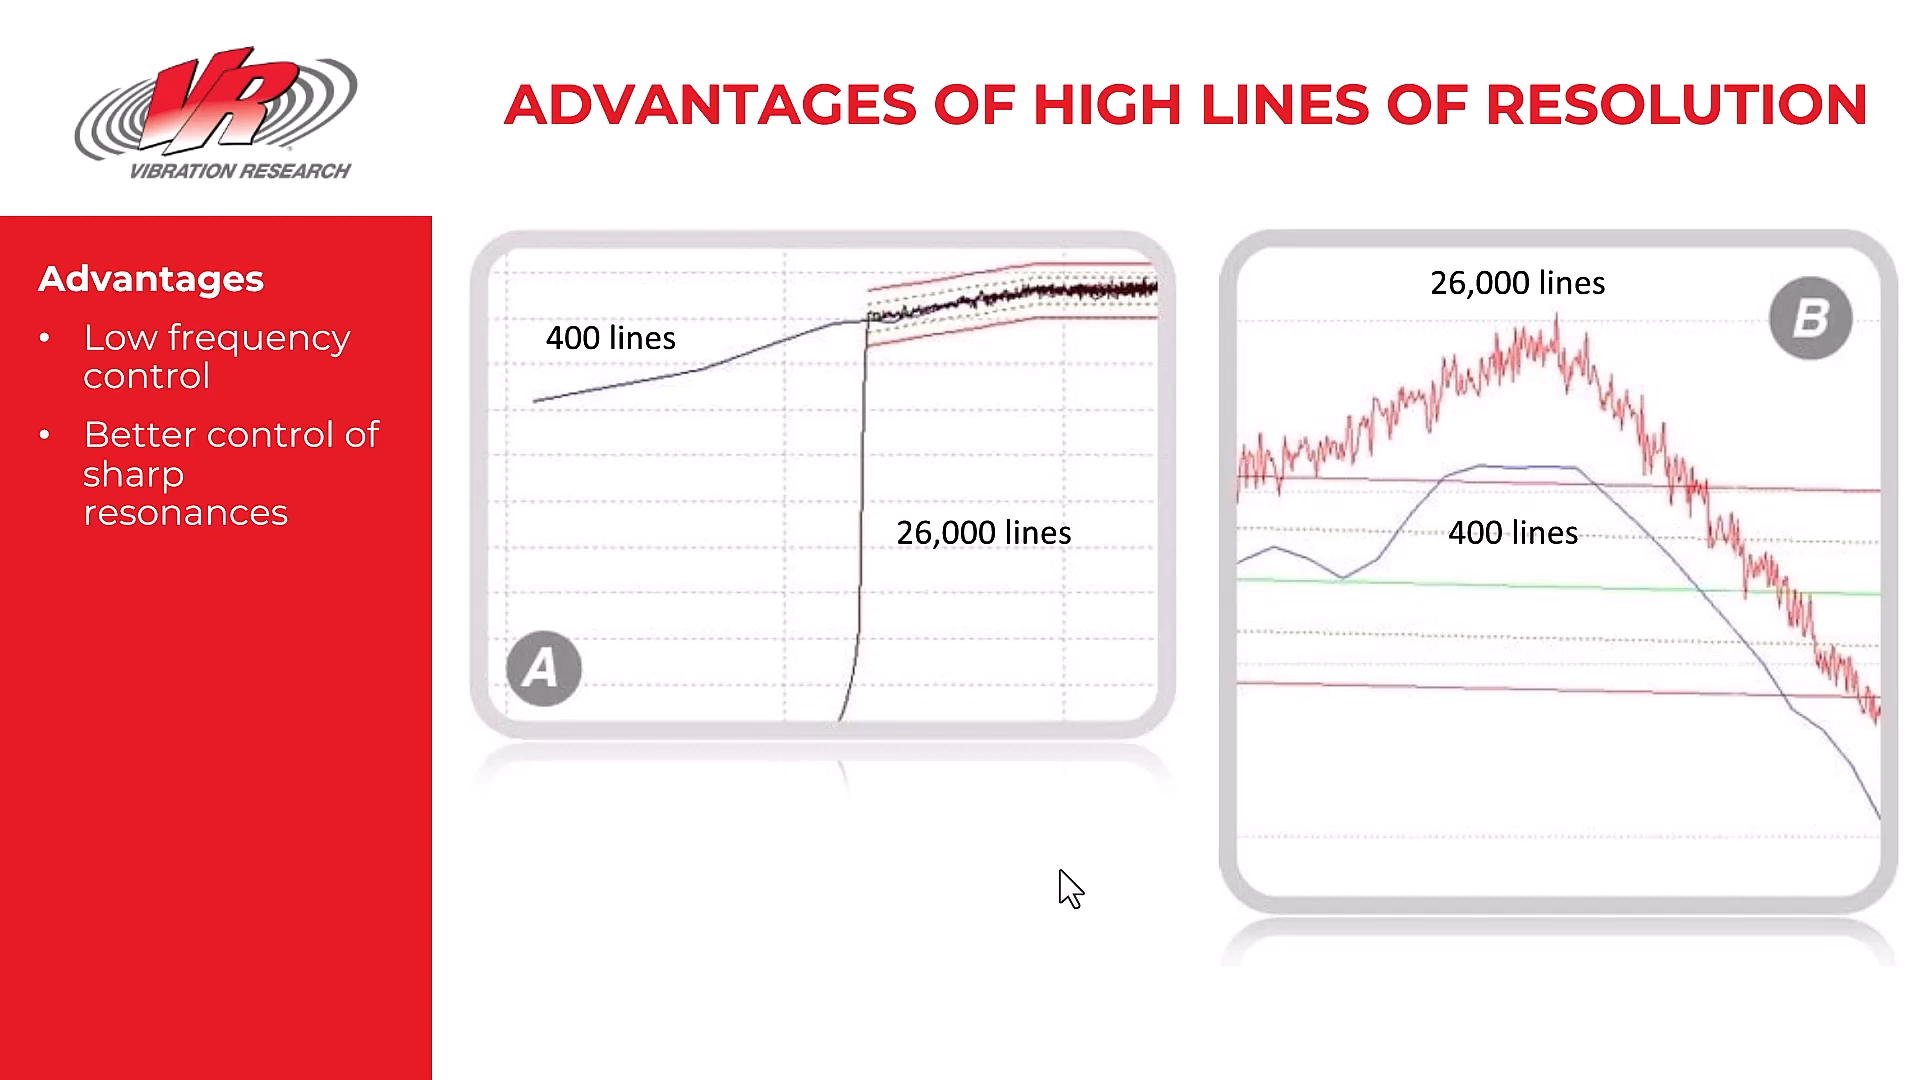 VR
VIBRATION RESEARCH
ADVANTAGES OF HIGH LINES OF RESOLUTION
Advantages
• Low frequency
control
• Better control of
sharp
resonances
400 lines
26,000 lines
A
26,000 lines
B
400 lines